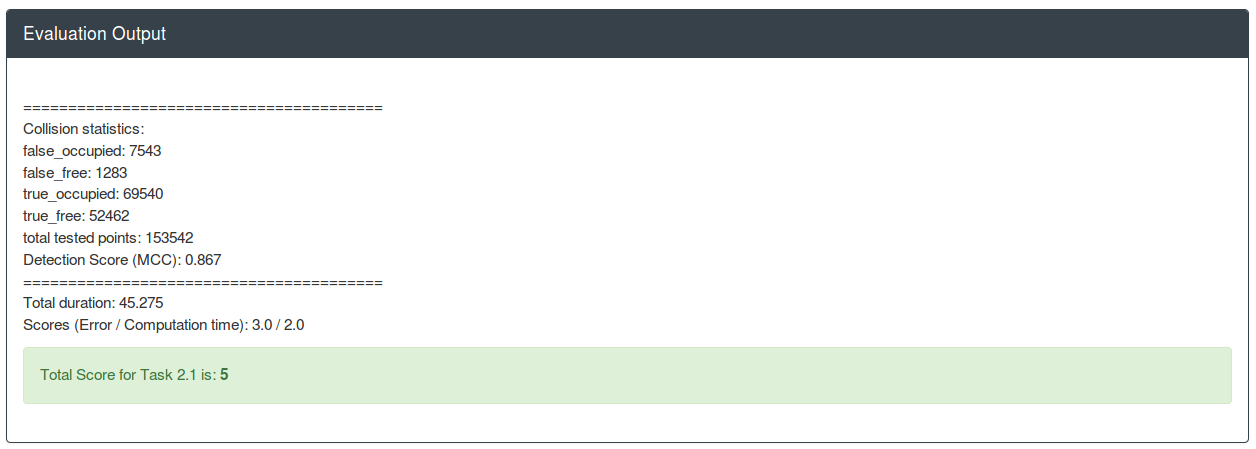 Evaluation Output
========================================
Collision statistics:
false_occupied: 7543
false_free: 1283
true_occupied: 69540
true_free: 52462
total tested points: 153542
Detection Score (MCC): 0.867
========================================
Total duration: 45.275
Scores (Error / Computation time): 3.0 / 2.0
Total Score for Task 2.1 is: 5